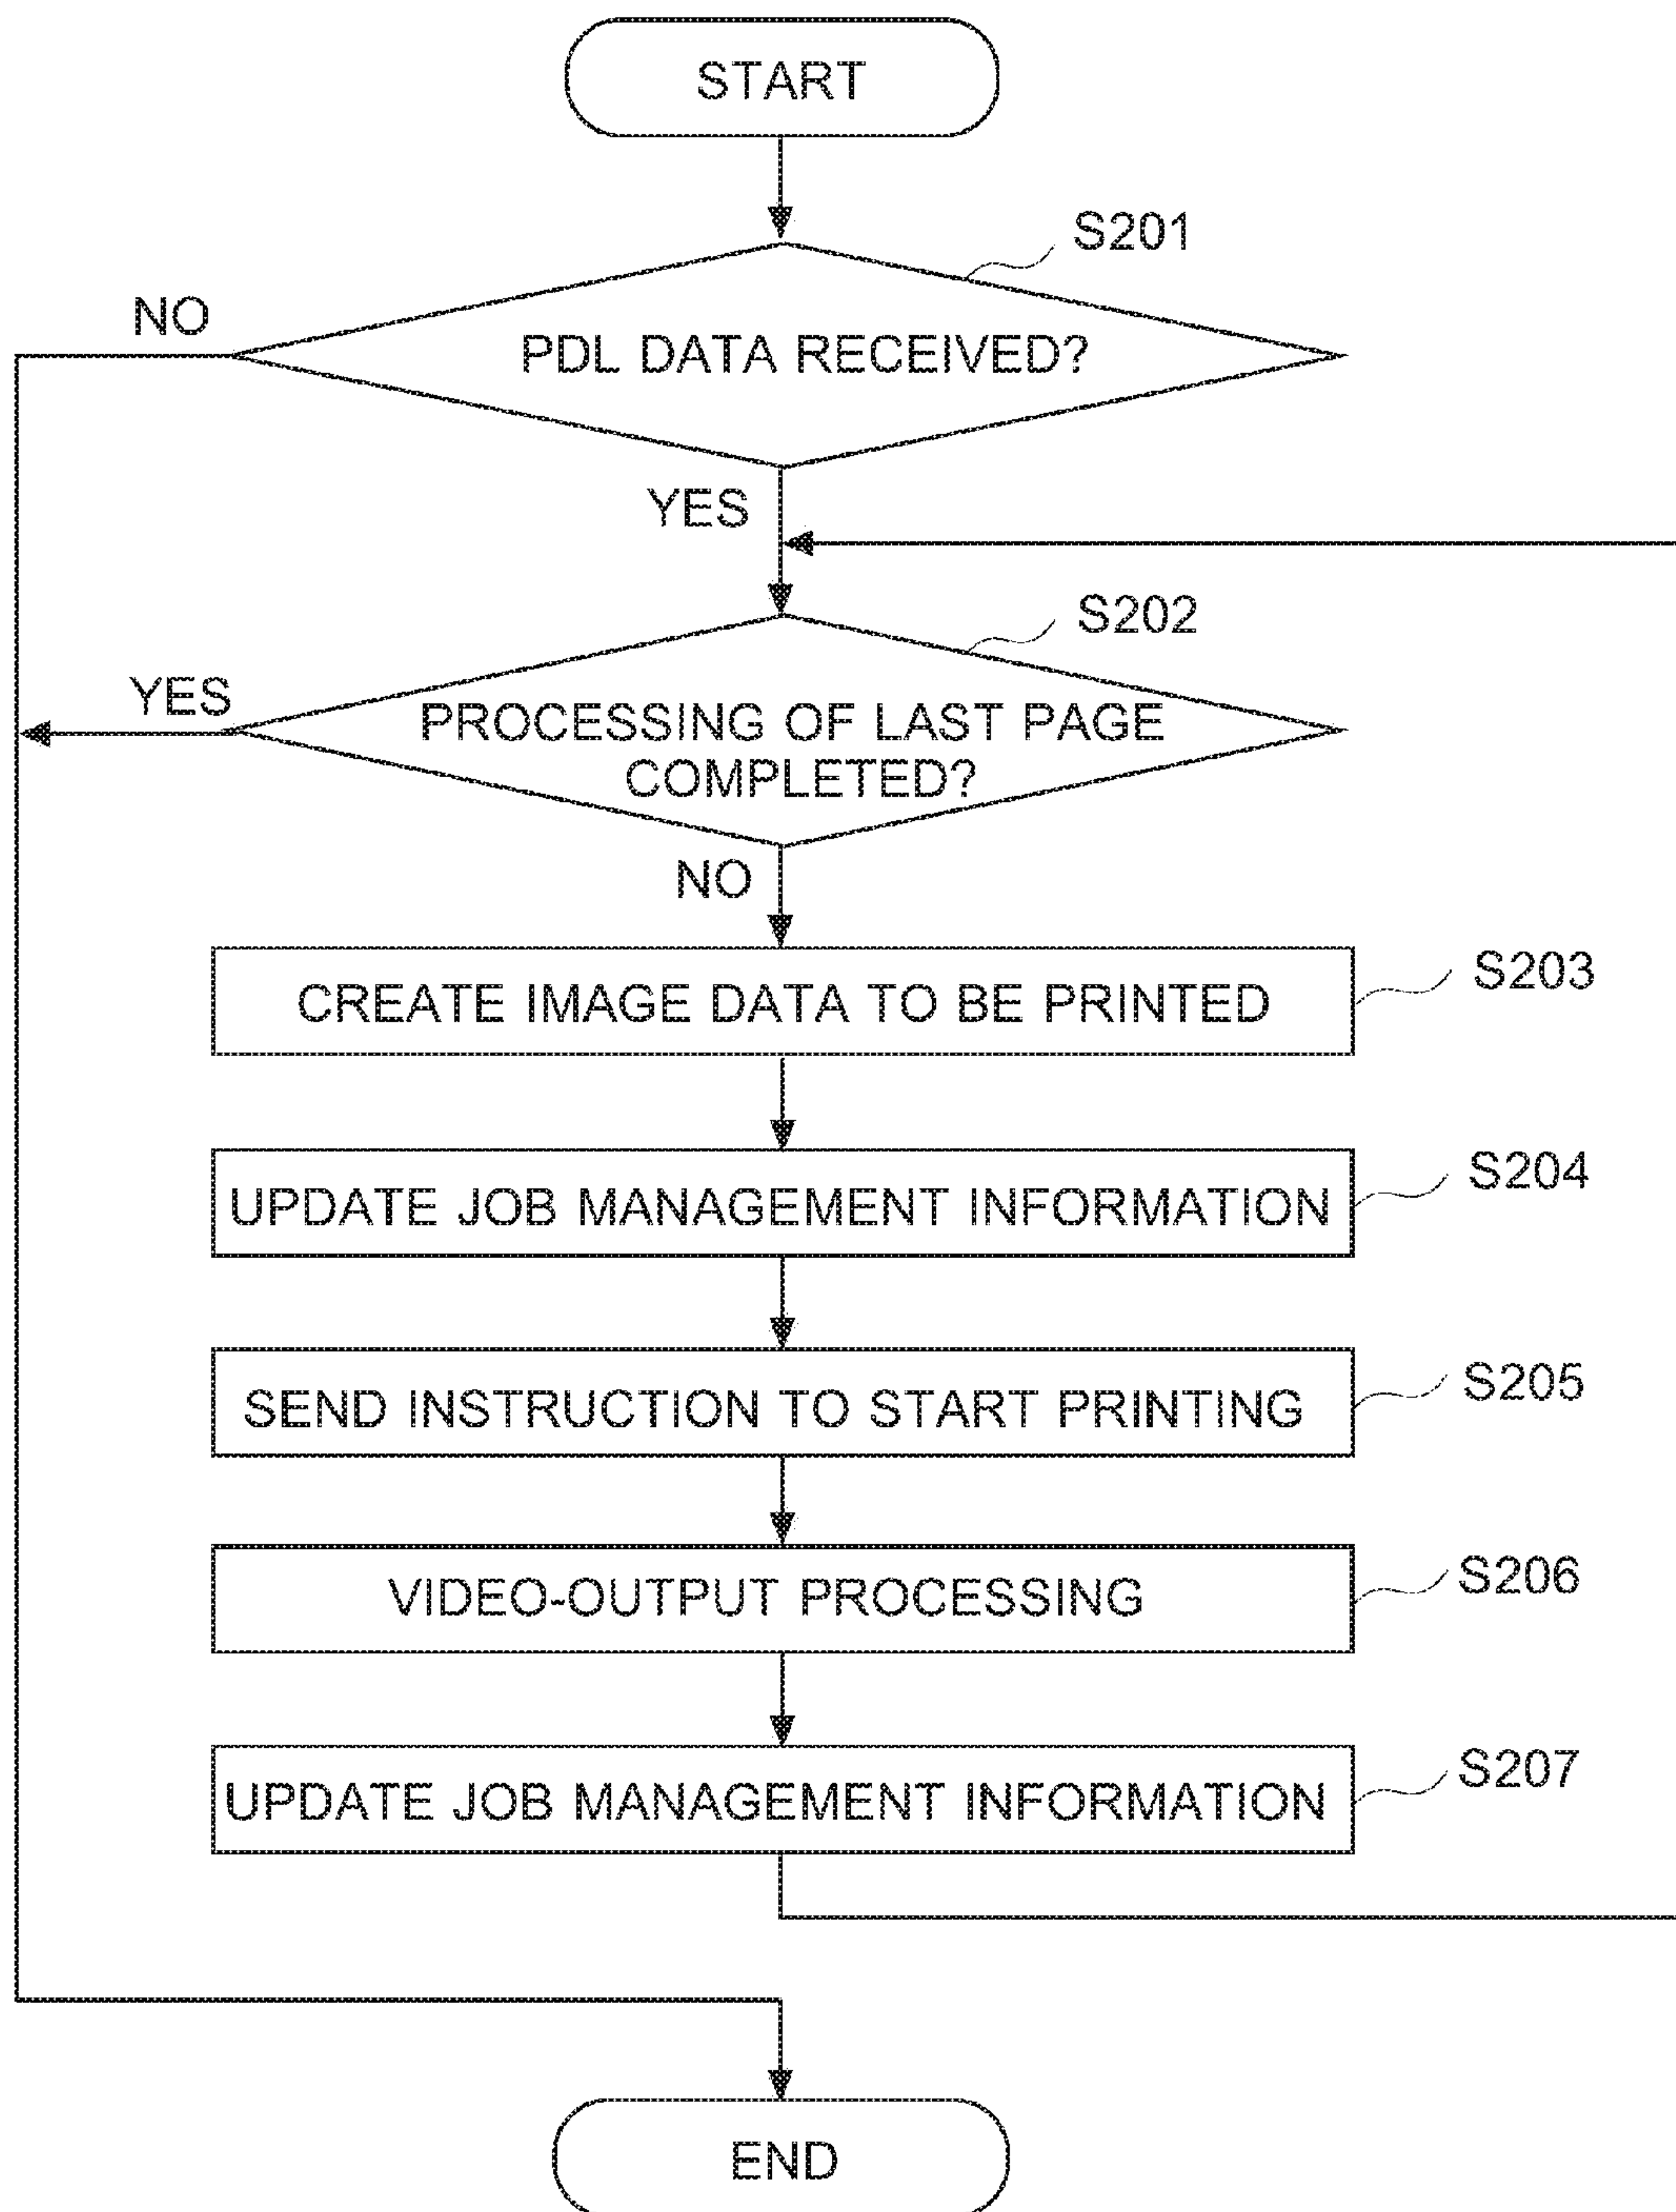 START
S201
NO
PDL DATA RECEIVED?
YES
S202
YES
PROCESSING OF LAST PAGE
COMPLETED?
NO
S203
CREATE IMAGE DATA TO BE PRINTED
S204
UPDATE JOB MANAGEMENT INFORMATION
S205
SEND INSTRUCTION TO START PRINTING
S206
VIDEO-OUTPUT PROCESSING
S207
UPDATE JOB MANAGEMENT INFORMATION
END